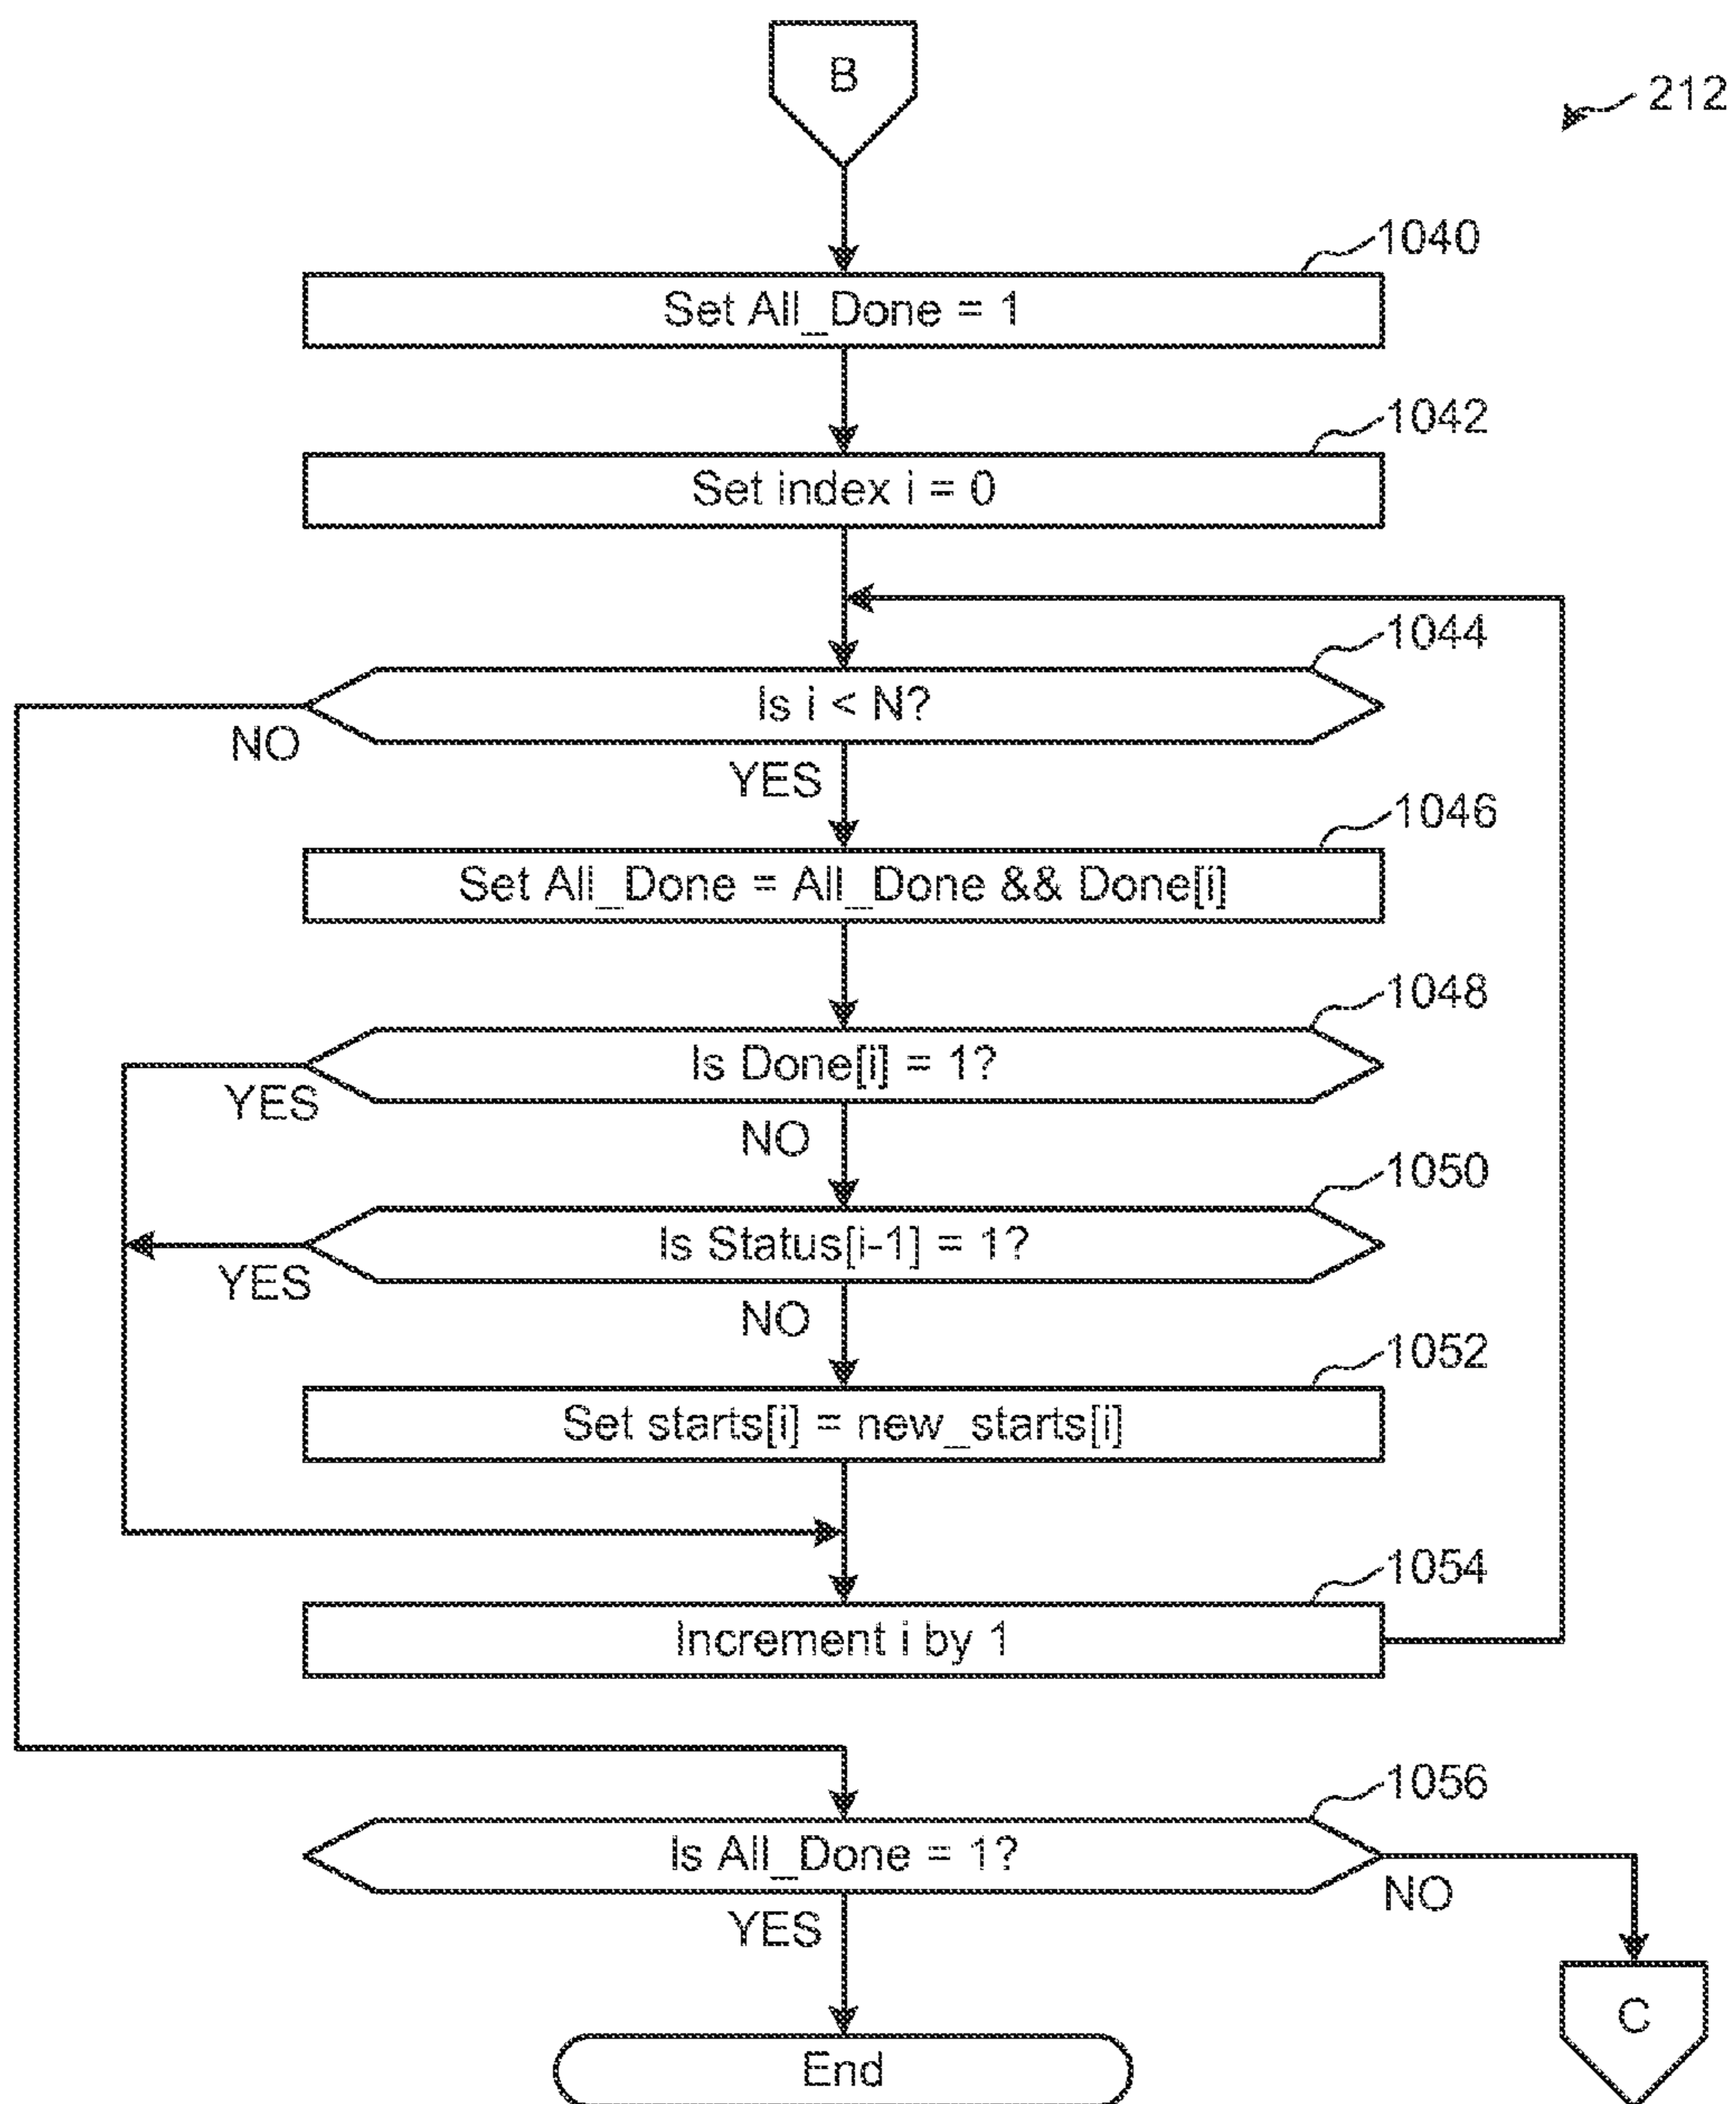 B
212
1040
Set All_Done = 1
1042
Set index i = 0
1044
Is i < N?
NO
YES
1046
Set All_Done = All_Done && Done[i]
1048
Is Done[i] = 1?
YES
NO
1050
Is Status[i-1] = 1?
YES
NO
1052
Set starts[i] = new_starts[i]
1054
Increment i by 1
1056
Is All_Done = 1?
NO
YES
C
End